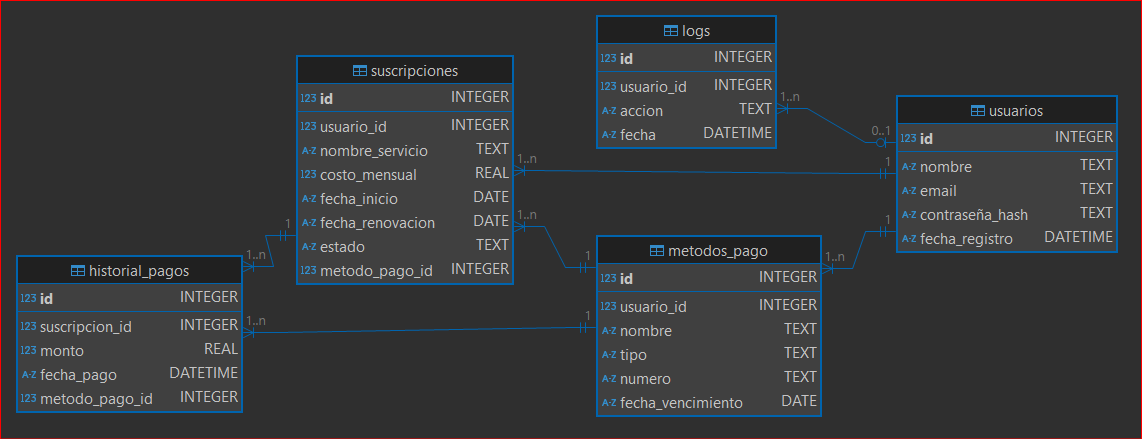 logs
123 id INTEGER
123 usuario_id INTEGER
A-Z accion TEXT
A-Z fecha DATETIME
1..n
suscripciones
123 id INTEGER
123 usuario_id INTEGER
A-Z nombre_servicio TEXT
123 costo_mensual REAL
A-Z fecha_inicio DATE
A-Z fecha_renovacion DATE
A-Z estado TEXT
123 metodo_pago_id INTEGER
1..n
1..n
1
usuarios
123 id INTEGER
A-Z nombre TEXT
A-Z email TEXT
A-Z contraseña_hash TEXT
A-Z fecha_registro DATETIME
0..1
1
1
historial_pagos
123 id INTEGER
123 suscripcion_id INTEGER
123 monto REAL
A-Z fecha_pago DATETIME
123 metodo_pago_id INTEGER
1..n
1..n
metodos_pago
123 id INTEGER
123 usuario_id INTEGER
A-Z nombre TEXT
A-Z tipo TEXT
A-Z numero TEXT
A-Z fecha_vencimiento DATE
1
1
1..n